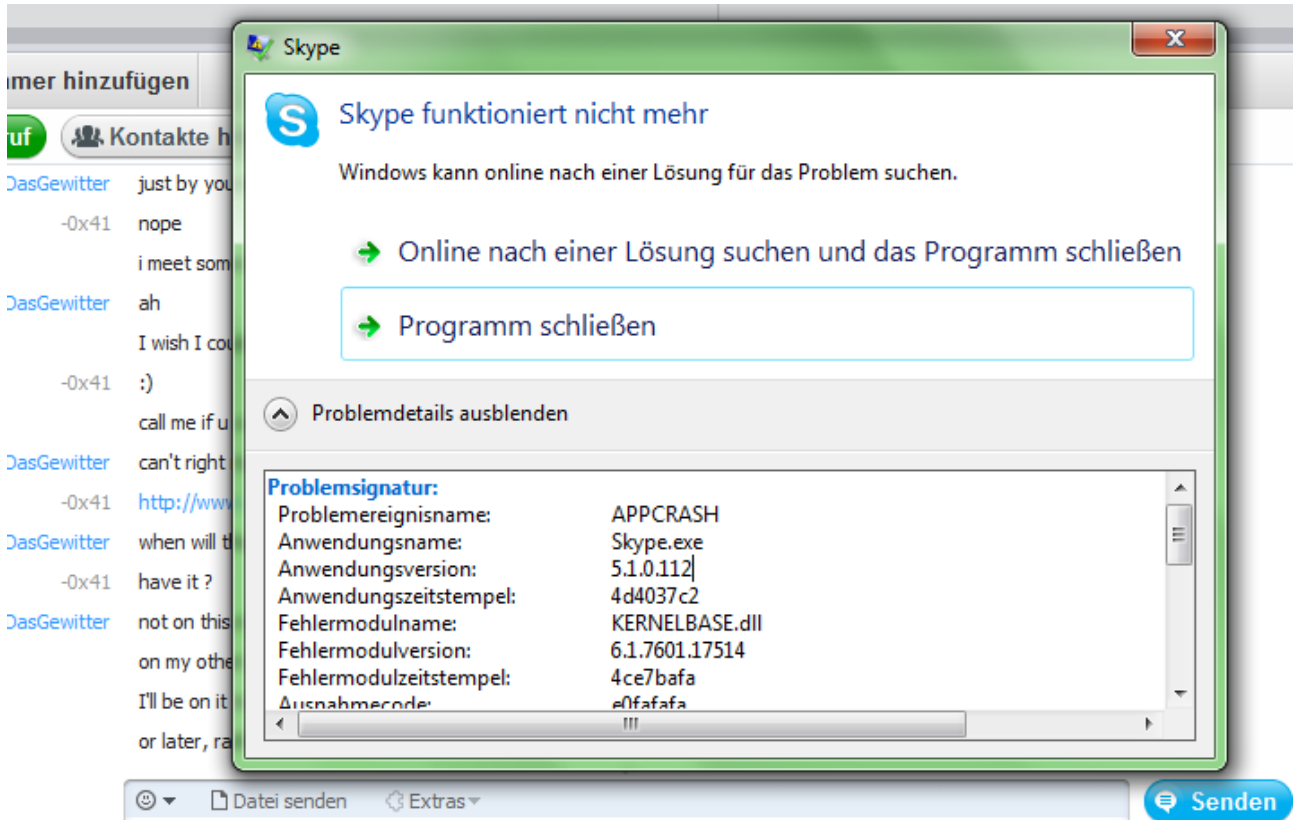 Skype
mer hinzufügen
Skype funktioniert nicht mehr
uf
Kontakte h
Windows kann online nach einer Lösung für das Problem suchen.
DasGewitter just by you
-0x41 nope
i meet som
DasGewitter ah
I wish I cou
-0x41 :)
call me if u
DasGewitter can't right
-0x41 http://www
DasGewitter when will t
-0x41 have it ?
DasGewitter not on this
on my othe
I'll be on it
or later, ra
Online nach einer Lösung suchen und das Programm schließen
Programm schließen
Problemdetails ausblenden
Problemsignatur:
Problemereignisname: APPCRASH
Anwendungsname: Skype.exe
Anwendungsversion: 5.1.0.112
Anwendungszeitstempel: 4d4037c2
Fehlermodulname: KERNELBASE.dll
Fehlermodulversion: 6.1.7601.17514
Fehlermodulzeitstempel: 4ce7bafa
Ausnahmecode: e0fafafa
Datei senden Extras
Senden